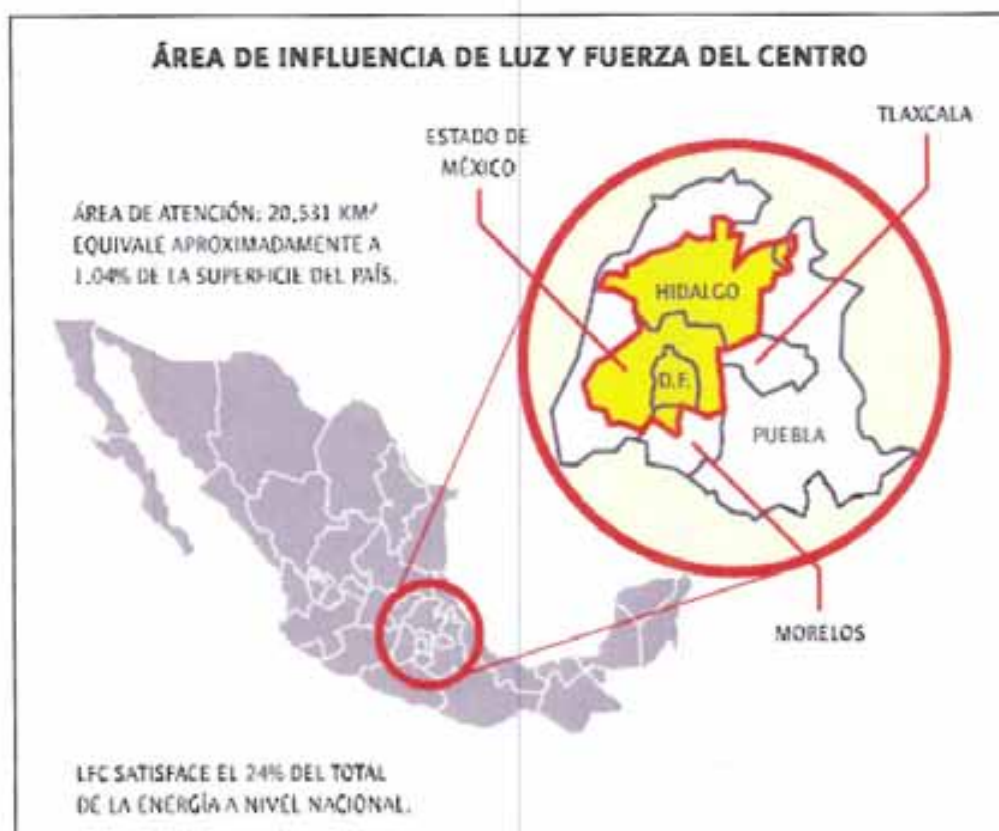 ÁREA DE INFLUENCIA DE LUZ Y FUERZA DEL CENTRO
TLAXCALA
ESTADO DE
MÉXICO
ÁREA DE ATENCIÓN: 20,531 KM²
EQUIVALE APROXIMADAMENTE A
1.04% DE LA SUPERFICIE DEL PAÍS.
HIDALGO
D.F.
PUEBLA
MORELOS
LFC SATISFACE EL 24% DEL TOTAL
DE LA ENERGÍA A NIVEL NACIONAL.